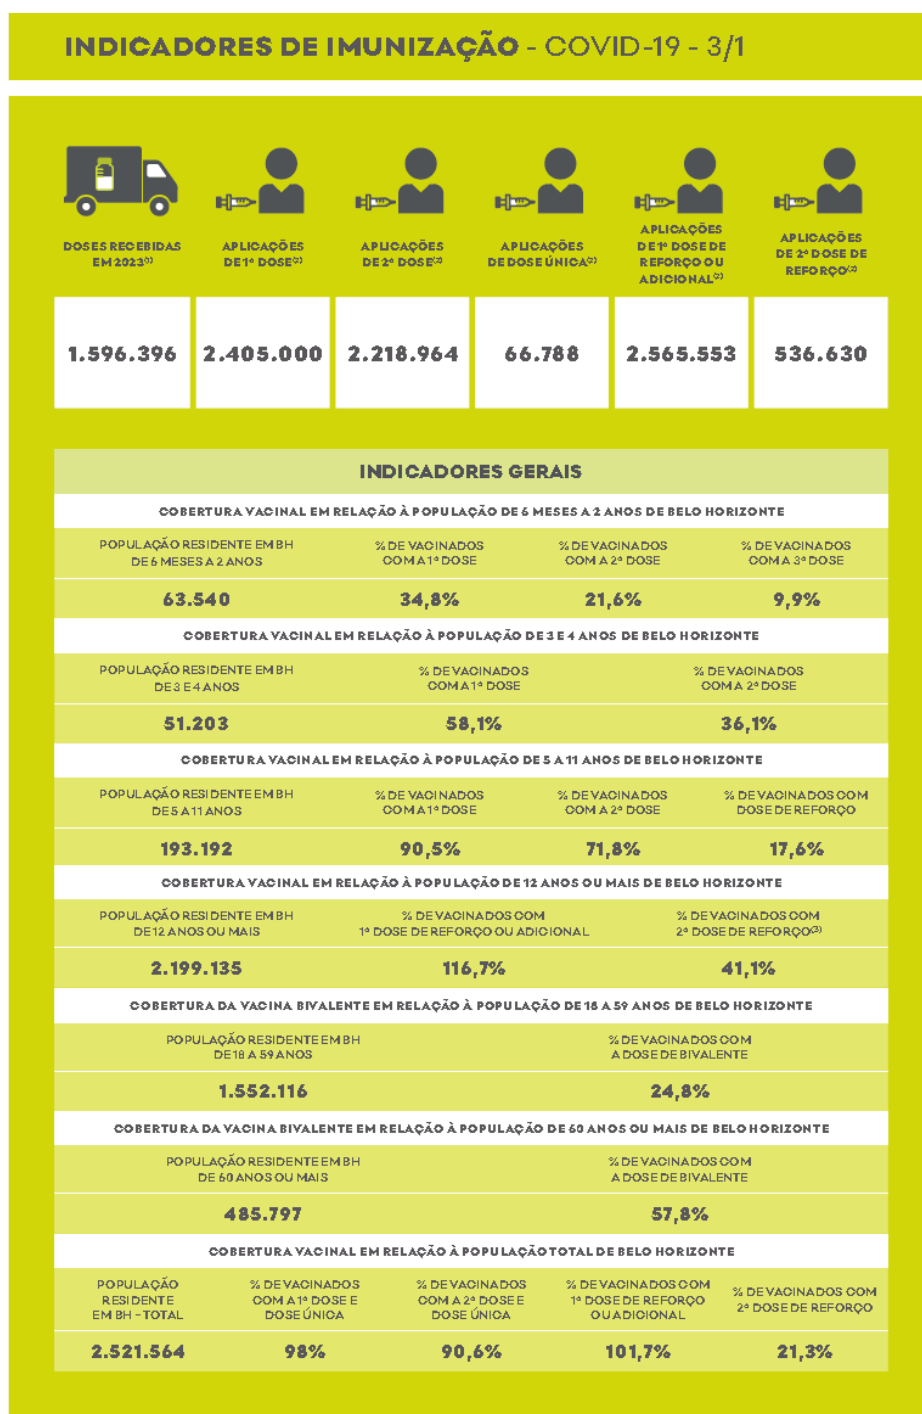 INDICADORES DE IMUNIZAÇÃO - COVID-19 - 3/1
DOSES RECEBIDAS
EM 2023(1)
APLICAÇÕES
DE 1ª DOSE(2)
APLICAÇÕES
DE 2ª DOSE(2)
APLICAÇÕES
DE DOSE ÚNICA(2)
APLICAÇÕES
DE 1ª DOSE DE
REFORÇO OU
ADICIONAL(2)
APLICAÇÕES
DE 2ª DOSE DE
REFORÇO(2)
1.596.396 2.405.000 2.218.964 66.788 2.565.553 536.630
INDICADORES GERAIS
COBERTURA VACINAL EM RELAÇÃO À POPULAÇÃO DE 6 MESES A 2 ANOS DE BELO HORIZONTE
POPULAÇÃO RESIDENTE EM BH
DE 6 MESES A 2 ANOS
% DE VACINADOS
COM A 1ª DOSE
% DE VACINADOS
COM A 2ª DOSE
% DE VACINADOS
COM A 3ª DOSE
63.540 34,8% 21,6% 9,9%
COBERTURA VACINAL EM RELAÇÃO À POPULAÇÃO DE 3 E 4 ANOS DE BELO HORIZONTE
POPULAÇÃO RESIDENTE EM BH
DE 3 E 4 ANOS
% DE VACINADOS
COM A 1ª DOSE
% DE VACINADOS
COM A 2ª DOSE
51.203 58,1% 36,1%
COBERTURA VACINAL EM RELAÇÃO À POPULAÇÃO DE 5 A 11 ANOS DE BELO HORIZONTE
POPULAÇÃO RESIDENTE EM BH
DE 5 A 11 ANOS
% DE VACINADOS
COM A 1ª DOSE
% DE VACINADOS
COM A 2ª DOSE
% DE VACINADOS COM
DOSE DE REFORÇO
193.192 90,5% 71,8% 17,6%
COBERTURA VACINAL EM RELAÇÃO À POPULAÇÃO DE 12 ANOS OU MAIS DE BELO HORIZONTE
POPULAÇÃO RESIDENTE EM BH
DE 12 ANOS OU MAIS
% DE VACINADOS COM
1ª DOSE DE REFORÇO OU ADICIONAL
% DE VACINADOS COM
2ª DOSE DE REFORÇO(3)
2.199.135 116,7% 41,1%
COBERTURA DA VACINA BIVALENTE EM RELAÇÃO À POPULAÇÃO DE 18 A 59 ANOS DE BELO HORIZONTE
POPULAÇÃO RESIDENTE EM BH
DE 18 A 59 ANOS
% DE VACINADOS COM
A DOSE DE BIVALENTE
1.552.116 24,8%
COBERTURA DA VACINA BIVALENTE EM RELAÇÃO À POPULAÇÃO DE 60 ANOS OU MAIS DE BELO HORIZONTE
POPULAÇÃO RESIDENTE EM BH
DE 60 ANOS OU MAIS
% DE VACINADOS COM
A DOSE DE BIVALENTE
485.797 57,8%
COBERTURA VACINAL EM RELAÇÃO À POPULAÇÃO TOTAL DE BELO HORIZONTE
POPULAÇÃO
RESIDENTE
EM BH - TOTAL
% DE VACINADOS
COM A 1ª DOSE E
DOSE ÚNICA
% DE VACINADOS
COM A 2ª DOSE E
DOSE ÚNICA
% DE VACINADOS COM
1ª DOSE DE REFORÇO
OU ADICIONAL
% DE VACINADOS COM
2ª DOSE DE REFORÇO
2.521.564 98% 90,6% 101,7% 21,3%